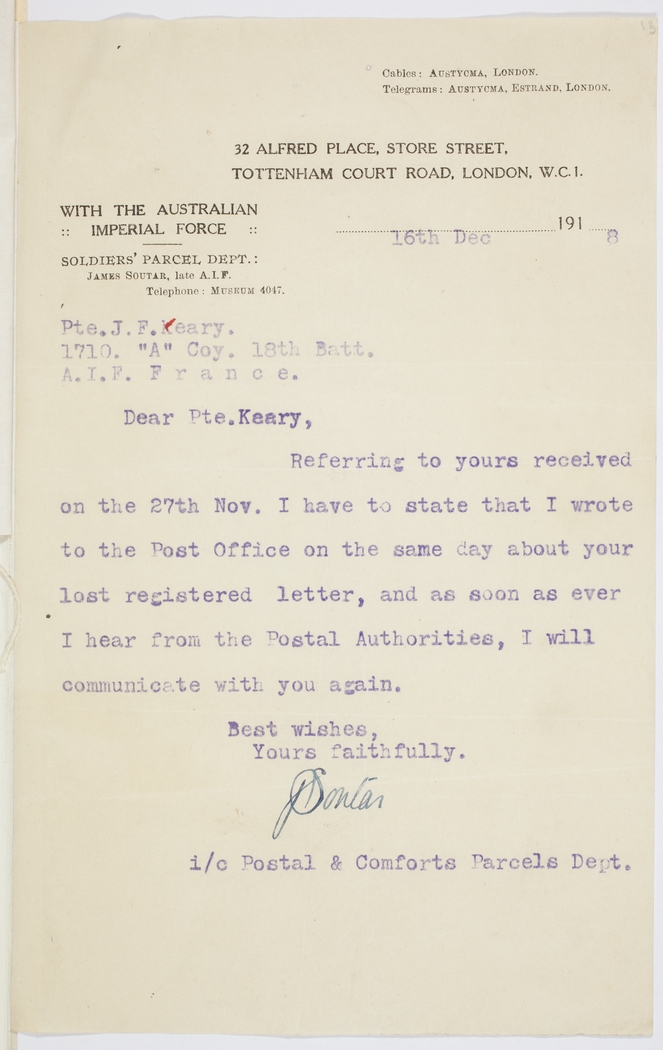 Cables: AUSTYCMA, LONDON.
Telegrams: AUSTYCMA, ESTRAND, LONDON.
32 ALFRED PLACE, STORE STREET,
TOTTENHAM COURT ROAD, LONDON, W.C.1.
WITH THE AUSTRALIAN
:: IMPERIAL FORCE ::
16th Dec 191 8
SOLDIERS' PARCEL DEPT.:
JAMES SOUTAR, late A.I.F.
Telephone: MUSEUM 4047.
Pte.J.F.Keary.
1710. "A" Coy. 18th Batt.
A.I.F. F r a n c e.
Dear Pte.Keary,
Referring to yours received
on the 27th Nov. I have to state that I wrote
to the Post Office on the same day about your
lost registered letter, and as soon as ever
I hear from the Postal Authorities, I will
communicate with you again.
Best wishes,
Yours faithfully.
J Soutar
i/c Postal & Comforts Parcels Dept.